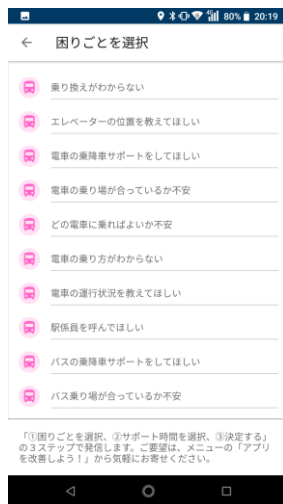 80% 20:19
← 困りごとを選択
乗り換えがわからない
エレベーターの位置を教えてほしい
電車の乗降車サポートをしてほしい
電車の乗り場が合っているか不安
どの電車に乗ればよいか不安
電車の乗り方がわからない
電車の運行状況を教えてほしい
駅係員を呼んでほしい
バスの乗降車サポートをしてほしい
バス乗り場が合っているか不安
「①困りごとを選択、②サポート時間を選択、③決定する」
の３ステップで発信します。ご要望は、メニューの「アプリ
を改善しよう！」から気軽にお寄せください。